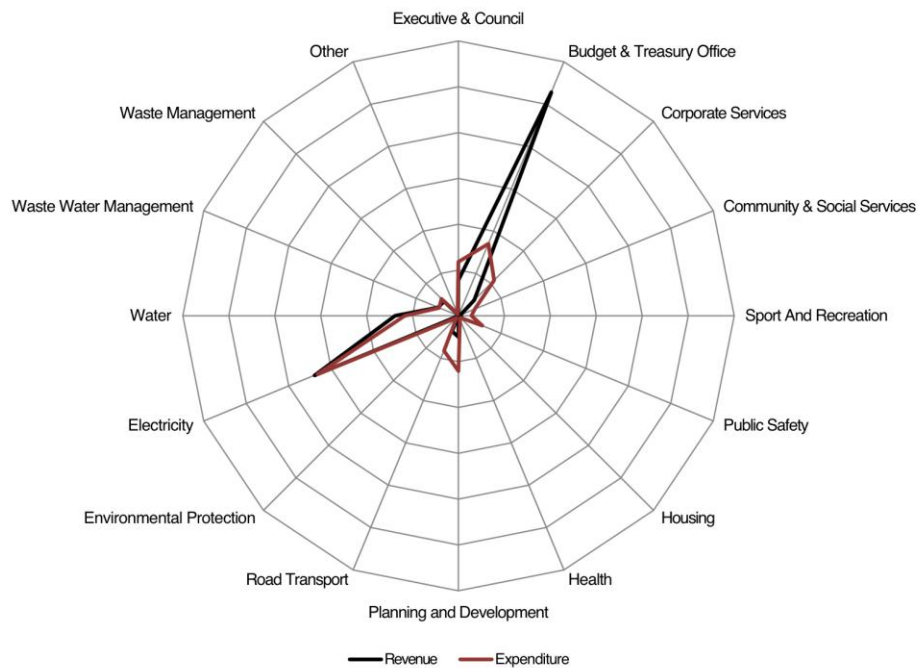 Executive & Council
Other
Budget & Treasury Office
Waste Management
Corporate Services
Waste Water Management
Community & Social Services
Water
Sport And Recreation
Electricity
Public Safety
Environmental Protection
Housing
Road Transport
Health
Planning and Development
Revenue
Expenditure